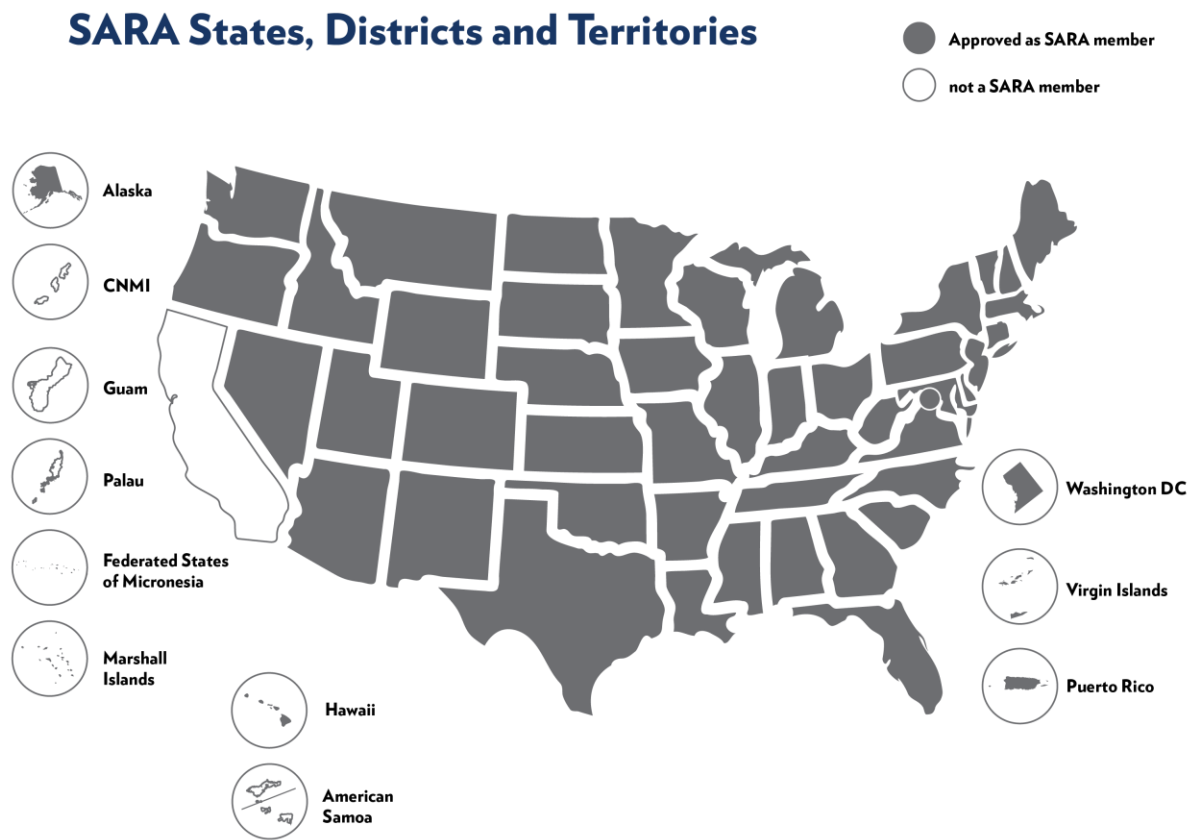 SARA States, Districts and Territories
Approved as SARA member
not a SARA member
Alaska
CNMI
Guam
Palau
Federated States
of Micronesia
Marshall
Islands
Hawaii
American
Samoa
Washington DC
Virgin Islands
Puerto Rico